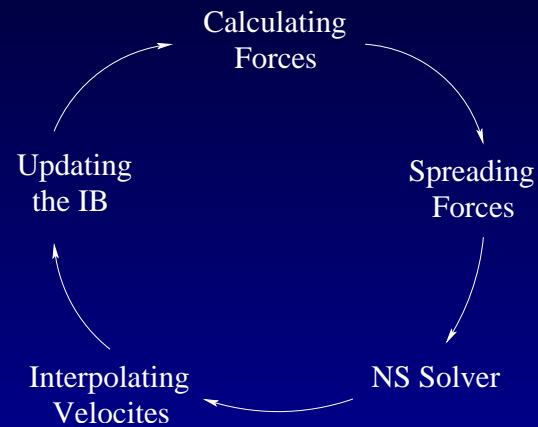 Calculating
Forces
Spreading
Forces
NS Solver
Interpolating
Velocites
Updating
the IB